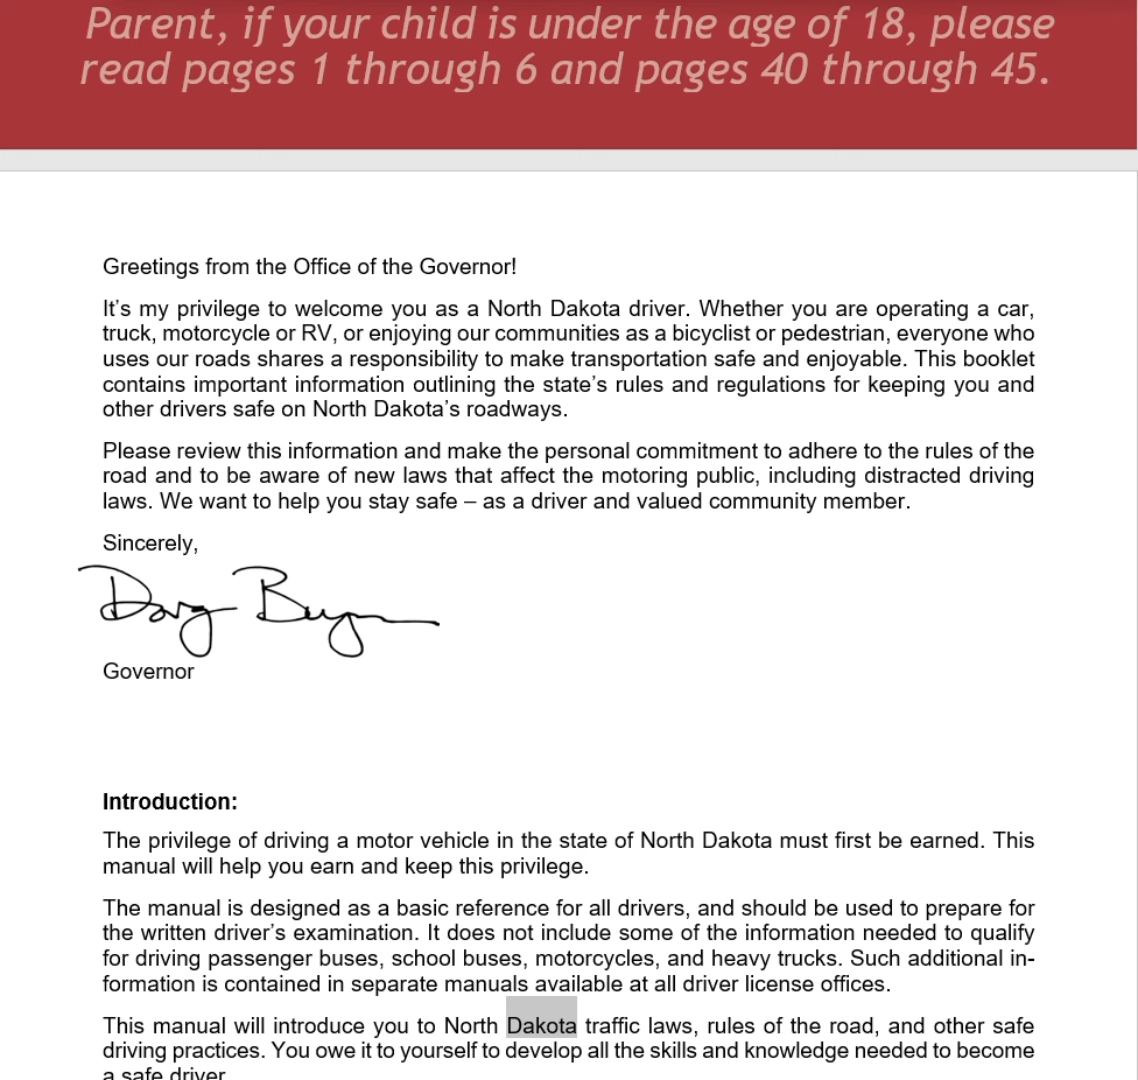 Parent, if your child is under the age of 18, please
read pages 1 through 6 and pages 40 through 45.
Greetings from the Office of the Governor!
It’s my privilege to welcome you as a North Dakota driver. Whether you are operating a car,
truck, motorcycle or RV, or enjoying our communities as a bicyclist or pedestrian, everyone who
uses our roads shares a responsibility to make transportation safe and enjoyable. This booklet
contains important information outlining the state’s rules and regulations for keeping you and
other drivers safe on North Dakota’s roadways.
Please review this information and make the personal commitment to adhere to the rules of the
road and to be aware of new laws that affect the motoring public, including distracted driving
laws. We want to help you stay safe – as a driver and valued community member.
Sincerely,
Doug
Governor
Introduction:
The privilege of driving a motor vehicle in the state of North Dakota must first be earned. This
manual will help you earn and keep this privilege.
The manual is designed as a basic reference for all drivers, and should be used to prepare for
the written driver’s examination. It does not include some of the information needed to qualify
for driving passenger buses, school buses, motorcycles, and heavy trucks. Such additional in-
formation is contained in separate manuals available at all driver license offices.
This manual will introduce you to North Dakota traffic laws, rules of the road, and other safe
driving practices. You owe it to yourself to develop all the skills and knowledge needed to become
a safe driver.